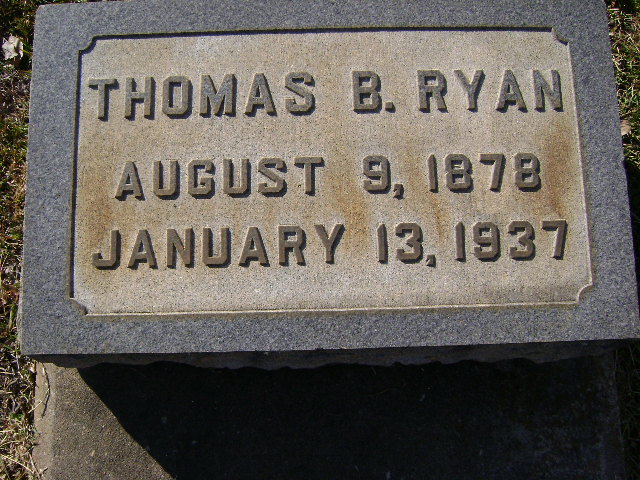 THOMAS B. RYAN
AUGUST 9, 1878
JANUARY 13, 1937